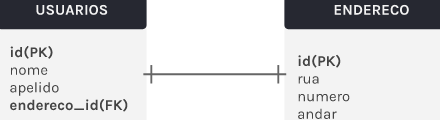 USUARIOS
id(PK)
nome
apelido
endereco_id(FK)
ENDERECO
id(PK)
rua
numero
andar